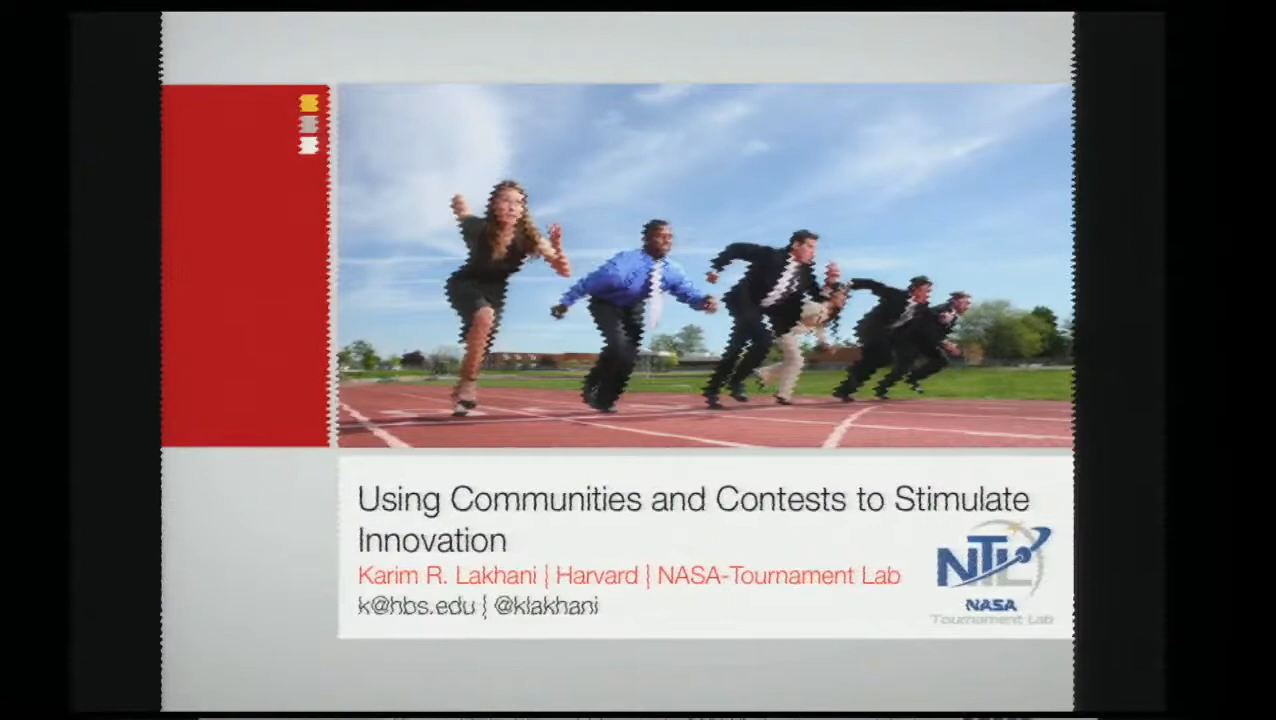 Using Communities and Contests to Stimulate
Innovation
Karim R. Lakhani | Harvard | NASA-Tournament Lab
k@hbs.edu | @klakhani
NTL
NASA
Tournament Lab